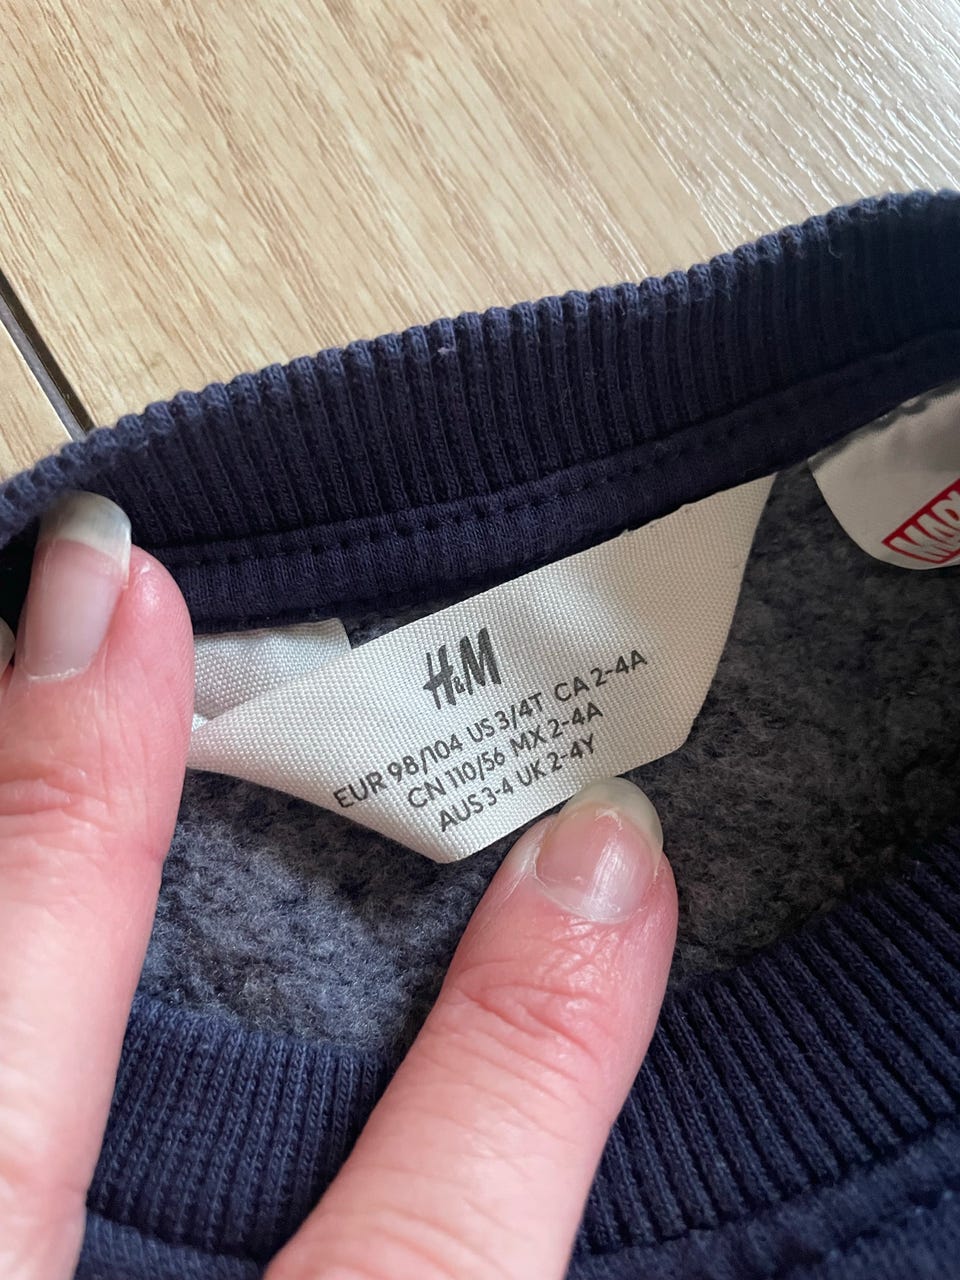 H&M
EUR 98/104 US 3/4T CA 2-4A
CN 110/56 MX 2-4A
AUS 3-4 UK 2-4Y